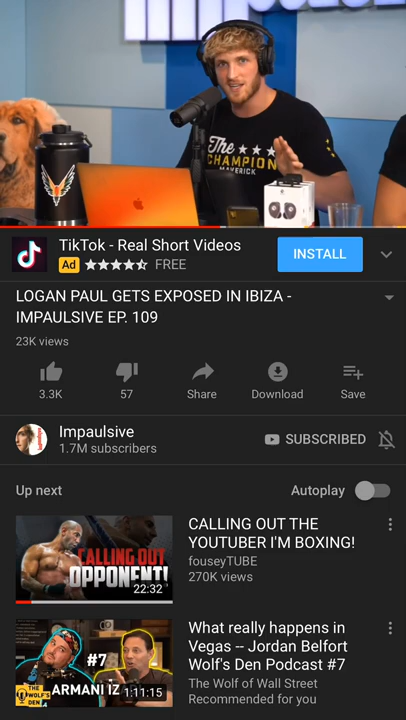 The
CHAMPION
MAVERICK
TikTok - Real Short Videos
Ad
FREE
INSTALL
LOGAN PAUL GETS EXPOSED IN IBIZA -
IMPAULSIVE EP. 109
23K views
3.3K
57
Share
Download
Save
Impaulsive
1.7M subscribers
SUBSCRIBED
Up next
Autoplay
CALLING OUT
OPPONENT!
22:32
CALLING OUT THE
YOUTUBER I'M BOXING!
fouseyTUBE
270K views
#7
THE
WOLF'S
DEN
ARMANI IZ
1:11:15
What really happens in
Vegas -- Jordan Belfort
Wolf's Den Podcast #7
The Wolf of Wall Street
Recommended for you